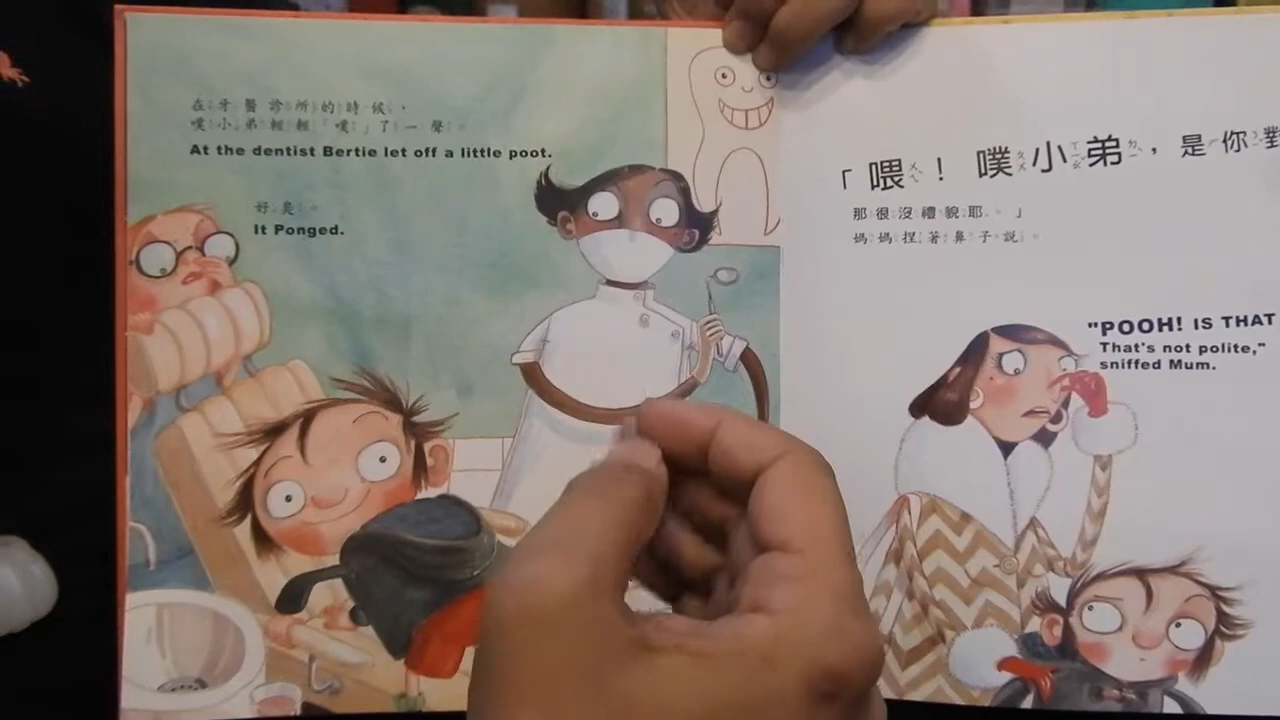 在牙醫診所的時候，
噗小弟輕輕「噗」了一聲。
At the dentist Bertie let off a little poot.
好臭。
It Ponged.
「喂！噗小弟，是你對
那很沒禮貌耶。」
媽媽捏著鼻子說。
"POOH! IS THAT
That's not polite,"
sniffed Mum.